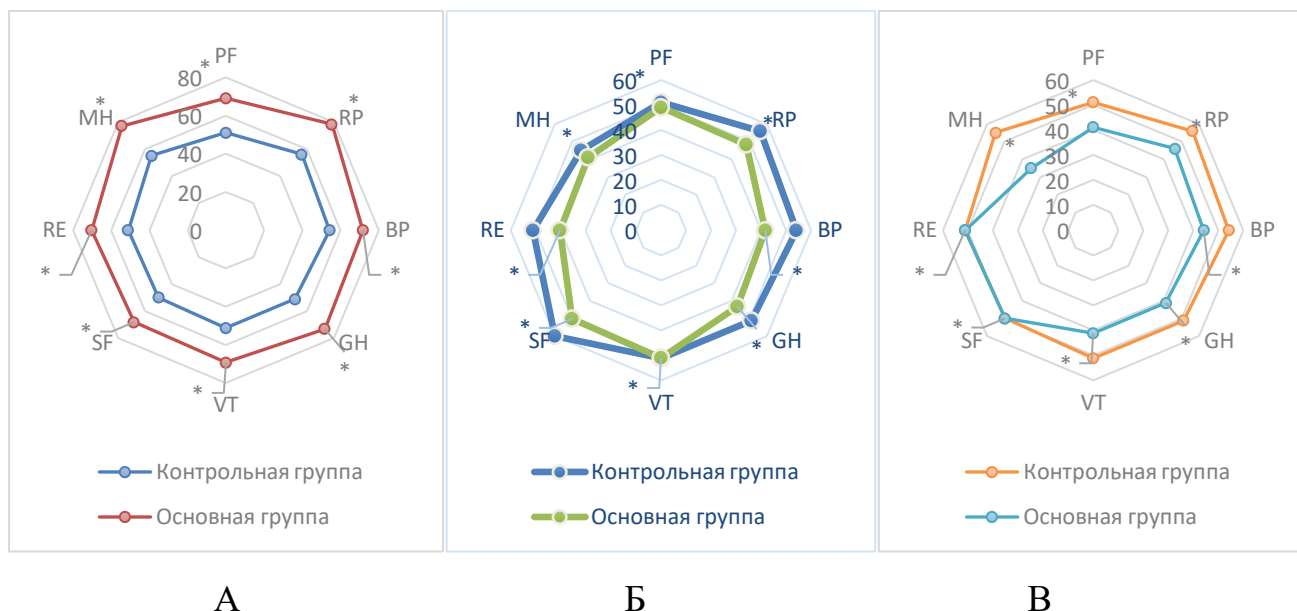 PF
*
80
*
*
MH
RP
60
40
20
RE
0
BP
*
*
*
SF
GH
*
*
VT
Контрольная группа
Основная группа
PF
60
*
50
*RP
MH
40
*
30
20
10
RE
0
BP
*
*
*
SF
*
GH
*
VT
Контрольная группа
Основная группа
PF
60
*
50
RP
*
MH
40
*
30
20
10
RE
0
BP
*
*
*
SF
*
GH
*
VT
Контрольная группа
Основная группа
А Б В